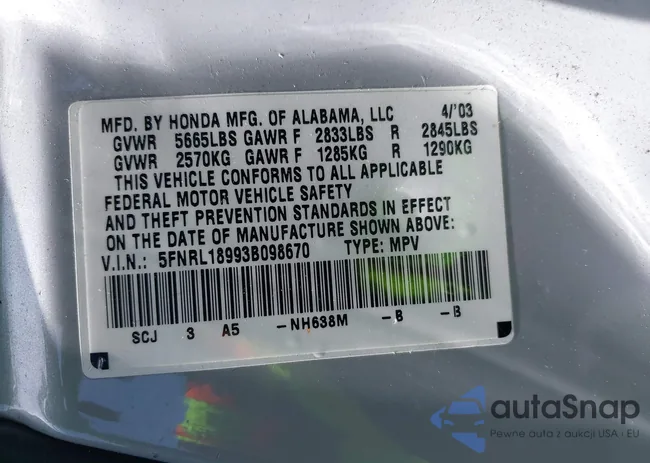 MFD. BY HONDA MFG. OF ALABAMA, LLC 4/'03
GVWR 5665LBS GAWR F 2833LBS R 2845LBS
GVWR 2570KG GAWR F 1285KG R 1290KG
THIS VEHICLE CONFORMS TO ALL APPLICABLE
FEDERAL MOTOR VEHICLE SAFETY
AND THEFT PREVENTION STANDARDS IN EFFECT
ON THE DATE OF MANUFACTURE SHOWN ABOVE:
V.I.N.: 5FNRL18993B098670 TYPE: MPV
SCJ 3 A5 -NH638M -B -B
autaSnap
Pewne auta z aukcji USA · EU